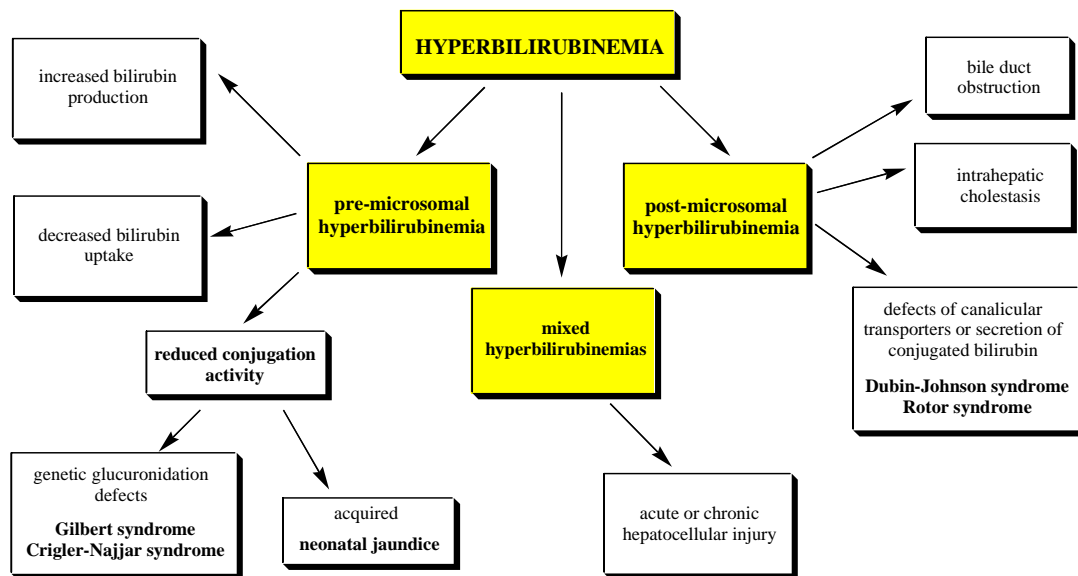 HYPERBILIRUBINEMIA
increased bilirubin
production
bile duct
obstruction
pre-microsomal
hyperbilirubinemia
post-microsomal
hyperbilirubinemia
intrahepatic
cholestasis
decreased bilirubin
uptake
mixed
hyperbilirubinemias
defects of canalicular
transporters or secretion of
conjugated bilirubin
Dubin-Johnson syndrome
Rotor syndrome
reduced conjugation
activity
genetic glucuronidation
defects
Gilbert syndrome
Crigler-Najjar syndrome
acquired
neonatal jaundice
acute or chronic
hepatocellular injury